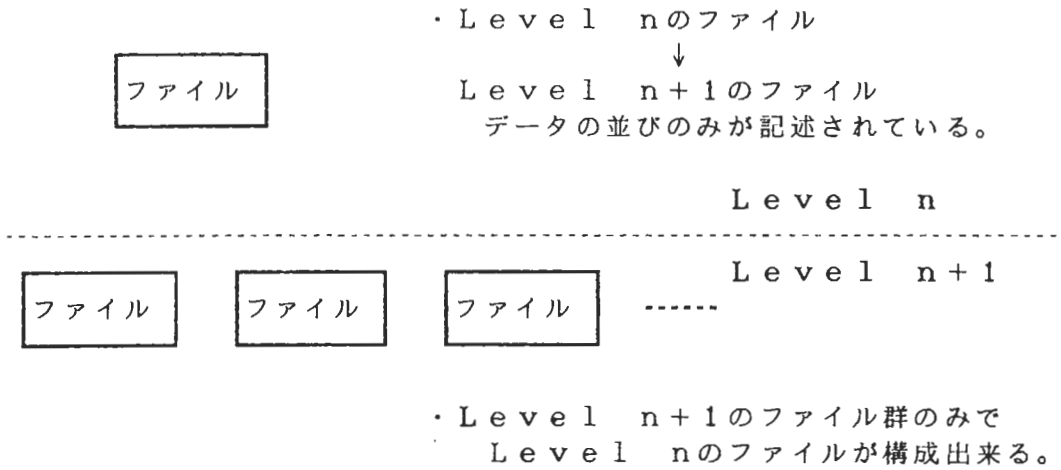 ・Level nのファイル
↓
ファイル
Level n+1のファイル
データの並びのみが記述されている。
Level n
Level n+1
ファイル ファイル ファイル ------
・Level n+1のファイル群のみで
Level nのファイルが構成出来る。